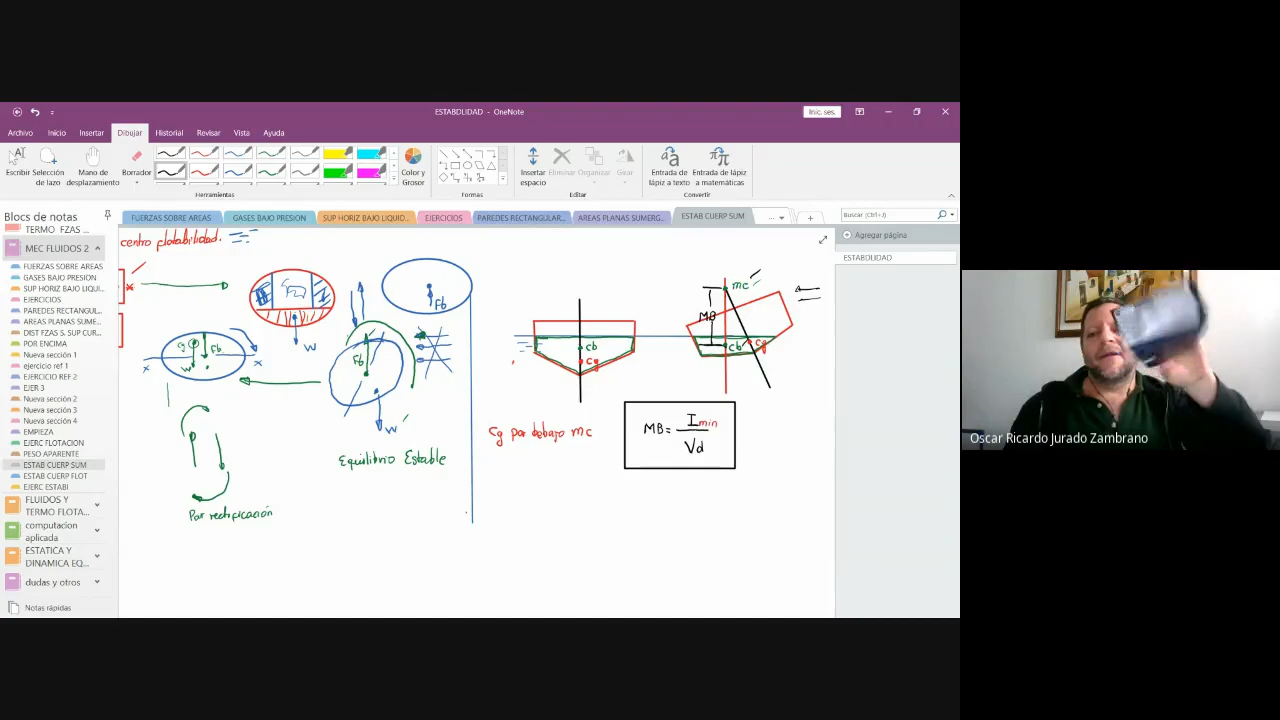 ESTABDLIDAD - OneNote
Inic. ses.
Archivo
Inicio
Insertar
Dibujar
Historial
Revisar
Vista
Ayuda
Escribir
Selección de lazo
Mano de desplazamiento
Borrador
Color y Grosor
Insertar espacio
Eliminar
Organizar
Girar
Entrada de lápiz a texto
Entrada de lápiz a matemáticas
Herramientas
Formas
Editar
Convertir
Blocs de notas
FUERZAS SOBRE AREAS
GASES BAJO PRESION
SUP HORIZ BAJO LIQUID...
EJERCICIOS
PAREDES RECTANGULAR...
AREAS PLANAS SUMERG...
ESTAB CUERP SUM
...
Buscar (Ctrl+J)
Agregar página
ESTABDLIDAD
TERMO FZAS ...
MEC FLUIDOS 2
FUERZAS SOBRE AREAS
GASES BAJO PRESION
SUP HORIZ BAJO LIQUI...
EJERCICIOS
PAREDES RECTANGUL...
AREAS PLANAS SUME...
DIST FZAS S. SUP CUR...
POR ENCIMA
Nueva sección 1
ejercicio ref 1
EJERCICIO REF 2
EJER 3
Nueva sección 2
Nueva sección 3
Nueva sección 4
EMPIEZA
EJERC FLOTACION
PESO APARENTE
ESTAB CUERP SUM
ESTAB CUERP FLOT
EJERC ESTABI
FLUIDOS Y TERMO FLOTA...
computacion aplicada
ESTATICA Y DINAMICA EQ...
dudas y otros
Notas rápidas
centro flotabilidad.
W
Fb
Cg
Fb
W
x
x
Fb
W
Equilibrio Estable
Par rectificación
cb
cg
mc
MB
cb
cg
Cg por debajo mc
MB = Imin / Vd
Oscar Ricardo Jurado Zambrano